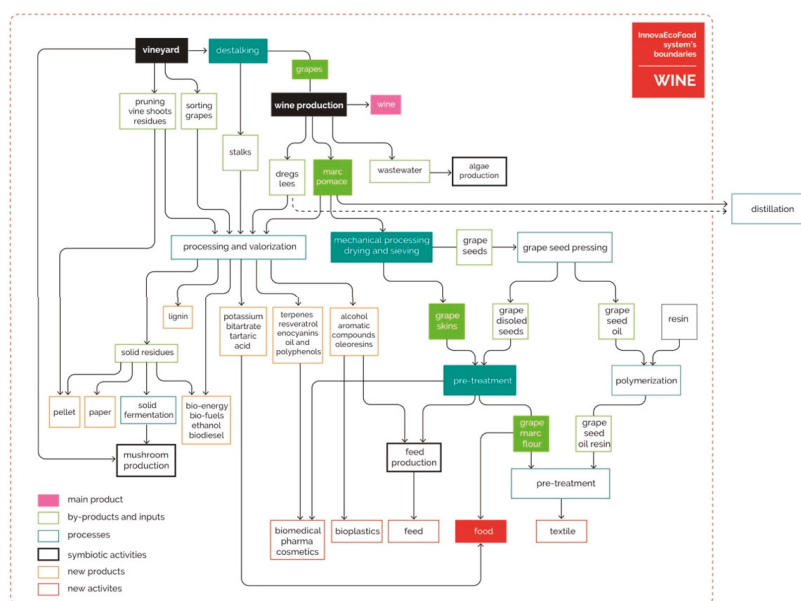 InnovaEcoFood
system's
boundaries
WINE
vineyard
destalking
grapes
wine production
wine
pruning
vine shoots
residues
sorting
grapes
stalks
dregs
lees
marc
pomace
wastewater
algae
production
distillation
processing and valorization
mechanical processing
drying and sieving
grape
seeds
grape seed pressing
lignin
potassium
bitartrate
tartaric
acid
terpenes
resveratrol
enocyanins
oil and
polyphenols
alcohol
aromatic
compounds
oleoresins
grape
skins
grape
disoled
seeds
grape
seed
oil
resin
solid residues
pre-treatment
polymerization
pellet
paper
solid
fermentation
bio-energy
bio-fuels
ethanol
biodiesel
mushroom
production
feed
production
grape
marc
flour
grape
seed
oil resin
pre-treatment
biomedical
pharma
cosmetics
bioplastics
feed
food
textile
main product
by-products and inputs
processes
symbiotic activities
new products
new activites